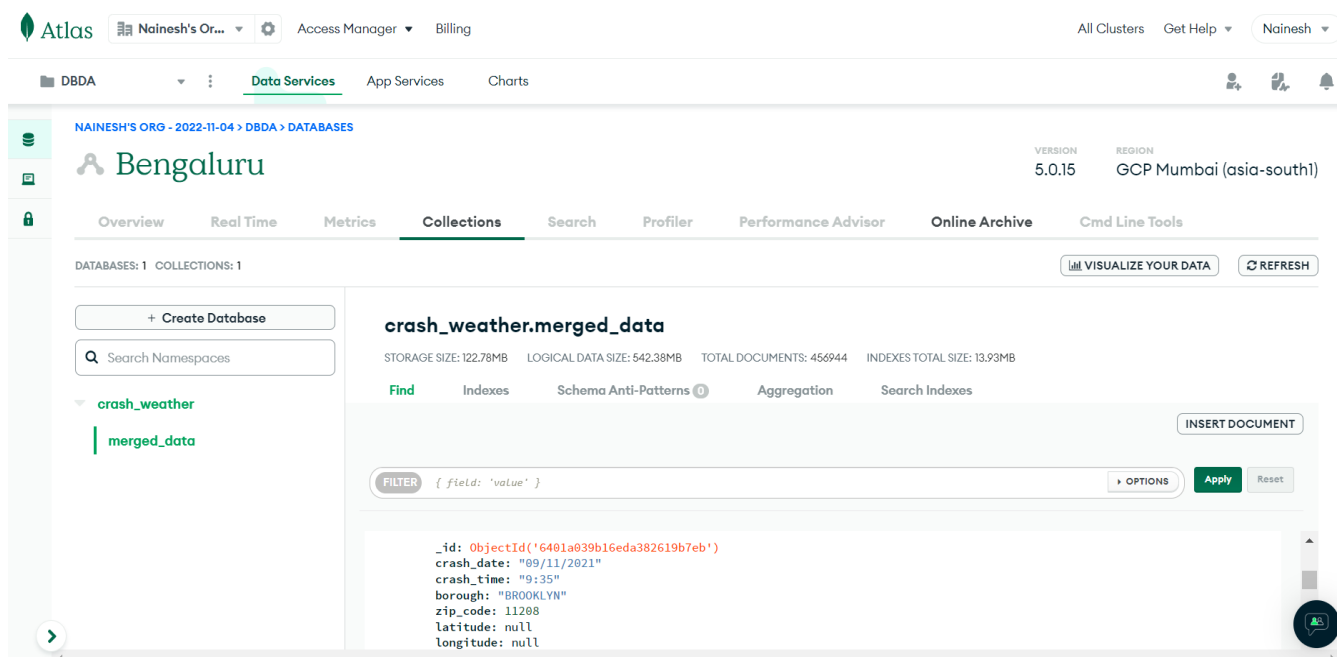 Atlas Nainesh's Or... Access Manager Billing All Clusters Get Help Nainesh
DBDA Data Services App Services Charts
NAINESH'S ORG - 2022-11-04 > DBDA > DATABASES
Bengaluru
VERSION REGION
5.0.15 GCP Mumbai (asia-south1)
Overview Real Time Metrics Collections Search Profiler Performance Advisor Online Archive Cmd Line Tools
DATABASES: 1 COLLECTIONS: 1 VISUALIZE YOUR DATA REFRESH
+ Create Database
Search Namespaces
crash_weather
merged_data
crash_weather.merged_data
STORAGE SIZE: 122.78MB LOGICAL DATA SIZE: 542.38MB TOTAL DOCUMENTS: 456944 INDEXES TOTAL SIZE: 13.93MB
Find Indexes Schema Anti-Patterns 0 Aggregation Search Indexes
INSERT DOCUMENT
FILTER { field: 'value' } OPTIONS Apply Reset
_id: ObjectId('6401a039b16eda382619b7eb')
crash_date: "09/11/2021"
crash_time: "9:35"
borough: "BROOKLYN"
zip_code: 11208
latitude: null
longitude: null